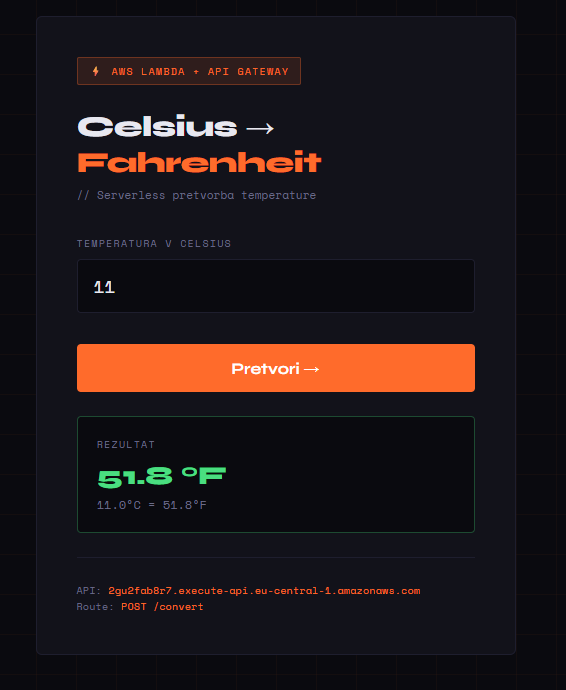 AWS LAMBDA + API GATEWAY
Celsius →
Fahrenheit
// Serverless pretvorba temperature
TEMPERATURA V CELSIUS
11
Pretvori →
REZULTAT
51.8 °F
11.0°C = 51.8°F
API: 2gu2fab8r7.execute-api.eu-central-1.amazonaws.com
Route: POST /convert